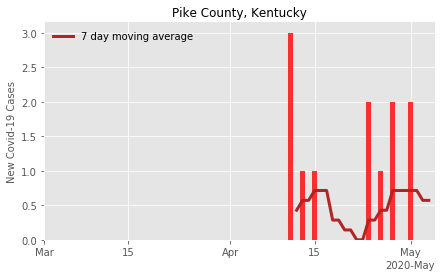 Pike County, Kentucky
7 day moving average
New Covid-19 Cases
3.0
2.5
2.0
1.5
1.0
0.5
0.0
Mar 15 Apr 15 May
2020-May